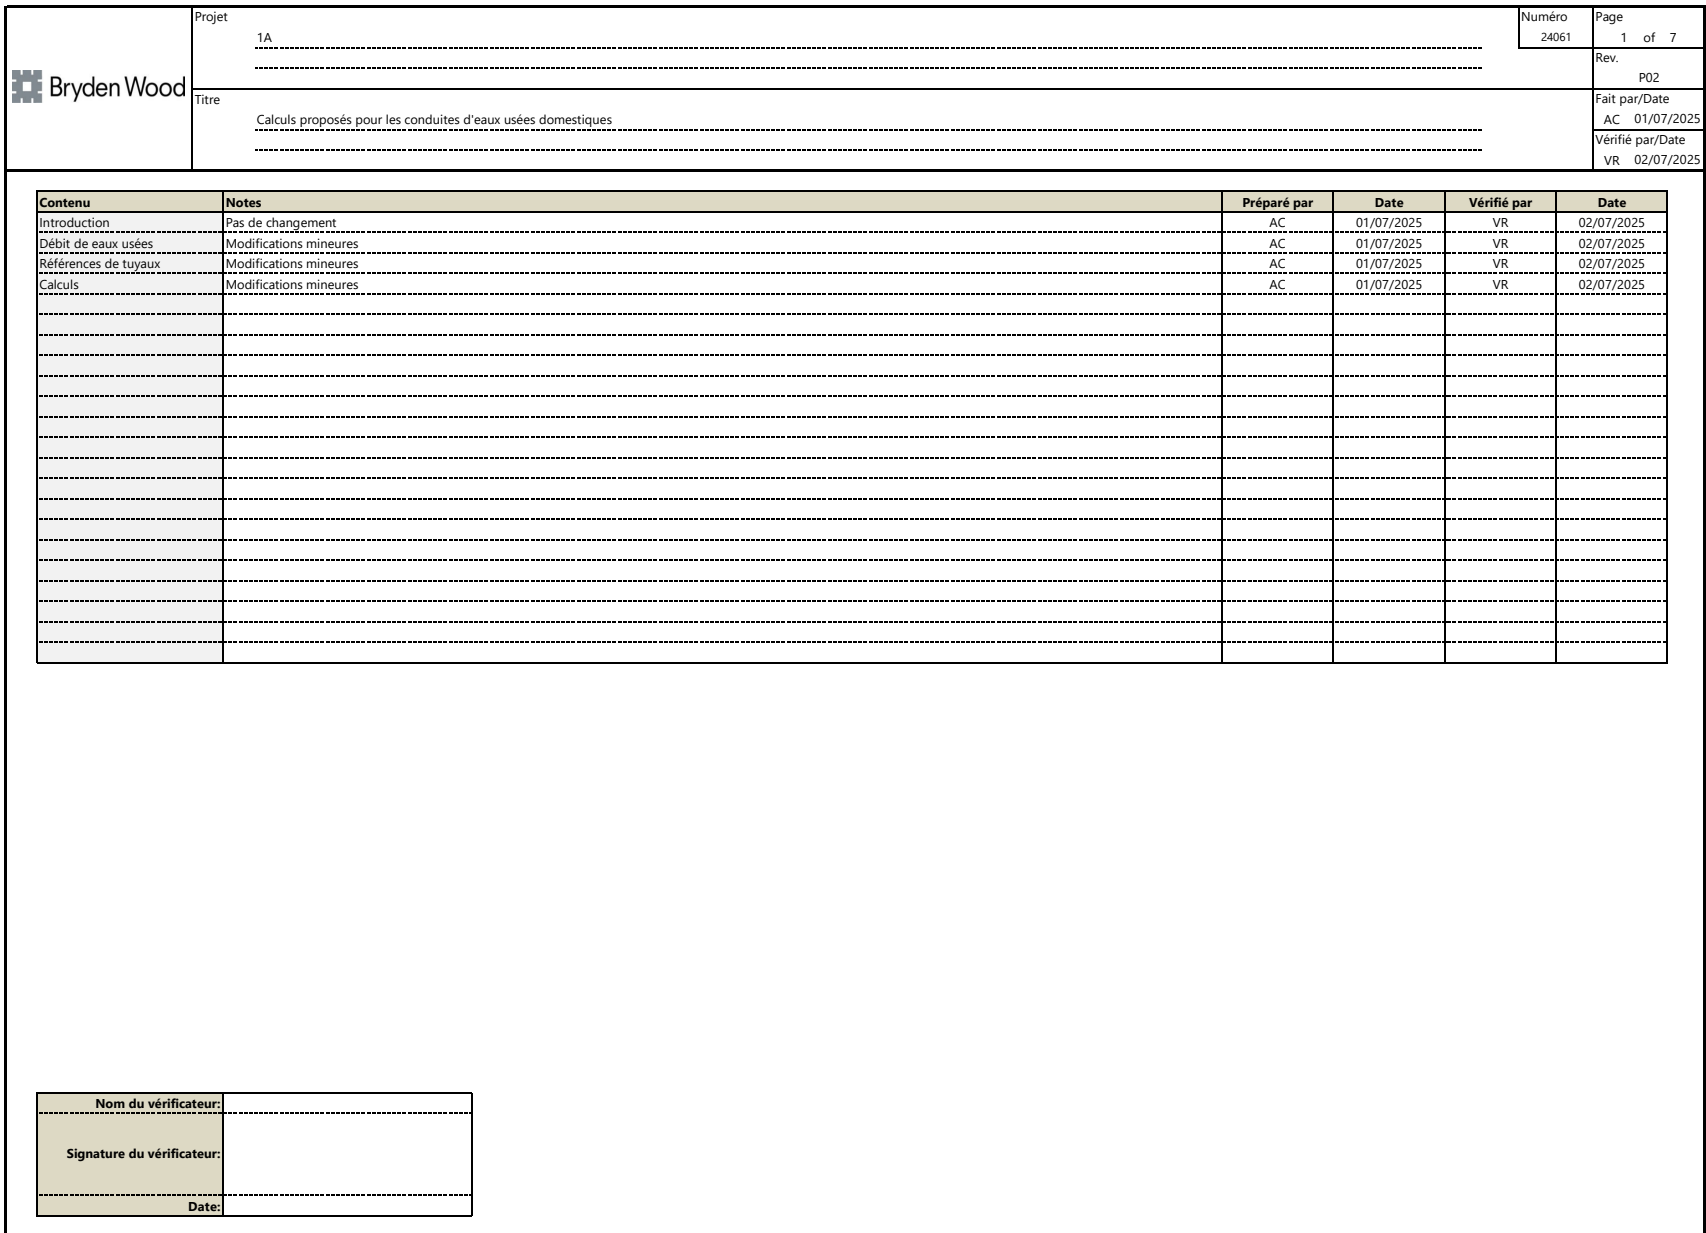 Projet
1A
Numéro
24061
Page
1 of 7
Rev.
P02
Bryden Wood
Titre
Calculs proposés pour les conduites d'eaux usées domestiques
Fait par/Date
AC 01/07/2025
Vérifié par/Date
VR 02/07/2025
Contenu Notes Préparé par Date Vérifié par Date
Introduction Pas de changement AC 01/07/2025 VR 02/07/2025
Débit de eaux usées Modifications mineures AC 01/07/2025 VR 02/07/2025
Références de tuyaux Modifications mineures AC 01/07/2025 VR 02/07/2025
Calculs Modifications mineures AC 01/07/2025 VR 02/07/2025
Nom du vérificateur:
Signature du vérificateur:
Date: